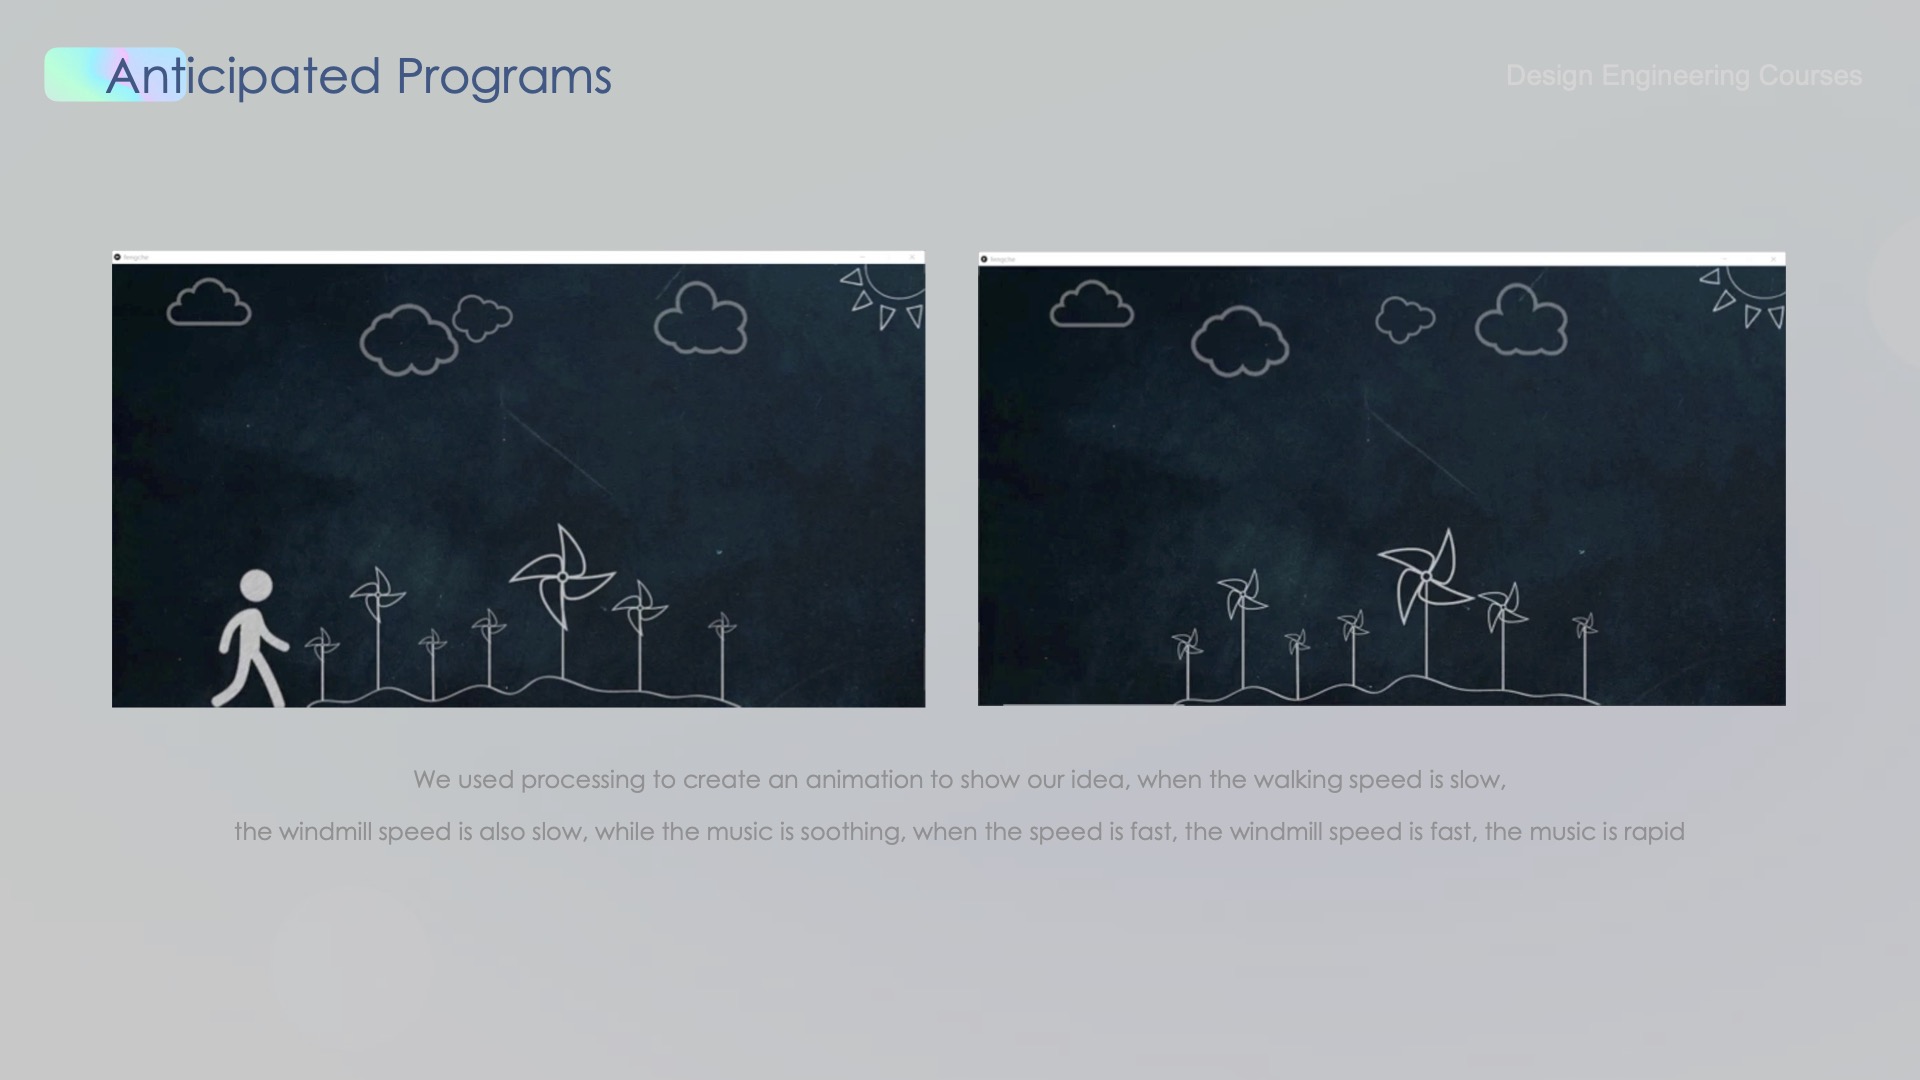 Anticipated Programs
Design Engineering Courses
We used processing to create an animation to show our idea, when the walking speed is slow,
the windmill speed is also slow, while the music is soothing, when the speed is fast, the windmill speed is fast, the music is rapid